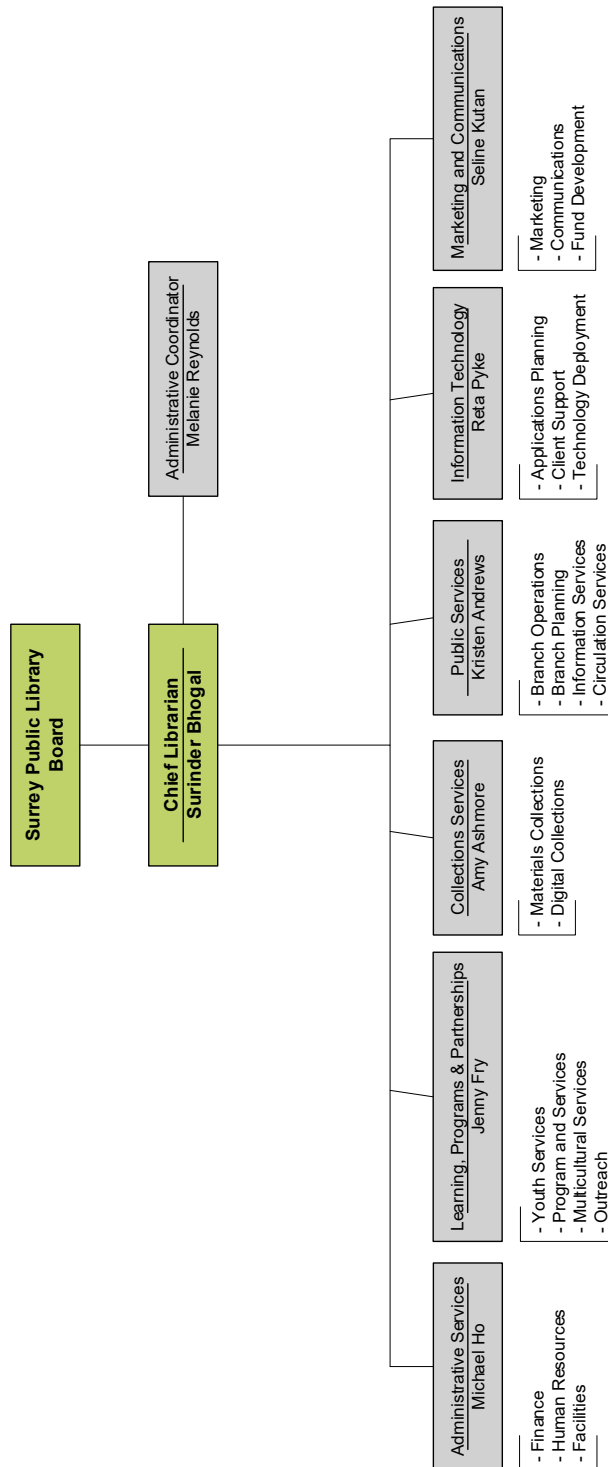 Surrey Public Library
Board
Chief Librarian
Surinder Bhogal
Administrative Coordinator
Melanie Reynolds
Administrative Services
Michael Ho
- Finance
- Human Resources
- Facilities
Learning, Programs & Partnerships
Jenny Fry
- Youth Services
- Program and Services
- Multicultural Services
- Outreach
Collections Services
Amy Ashmore
- Materials Collections
- Digital Collections
Public Services
Kristen Andrews
- Branch Operations
- Branch Planning
- Information Services
- Circulation Services
Information Technology
Reta Pyke
- Applications Planning
- Client Support
- Technology Deployment
Marketing and Communications
Seline Kutan
- Marketing
- Communications
- Fund Development